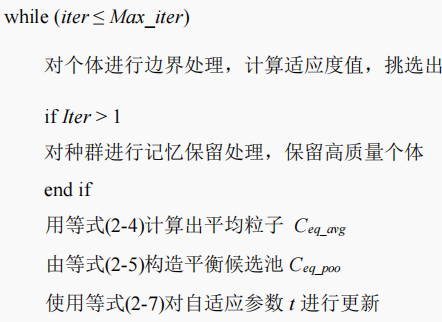 while (iter ≤ Max_iter)
对个体进行边界处理，计算适应度值，挑选出
if Iter > 1
对种群进行记忆保留处理，保留高质量个体
end if
用等式(2-4)计算出平均粒子 Ceq_avg
由等式(2-5)构造平衡候选池 Ceq_poo
使用等式(2-7)对自适应参数 t 进行更新